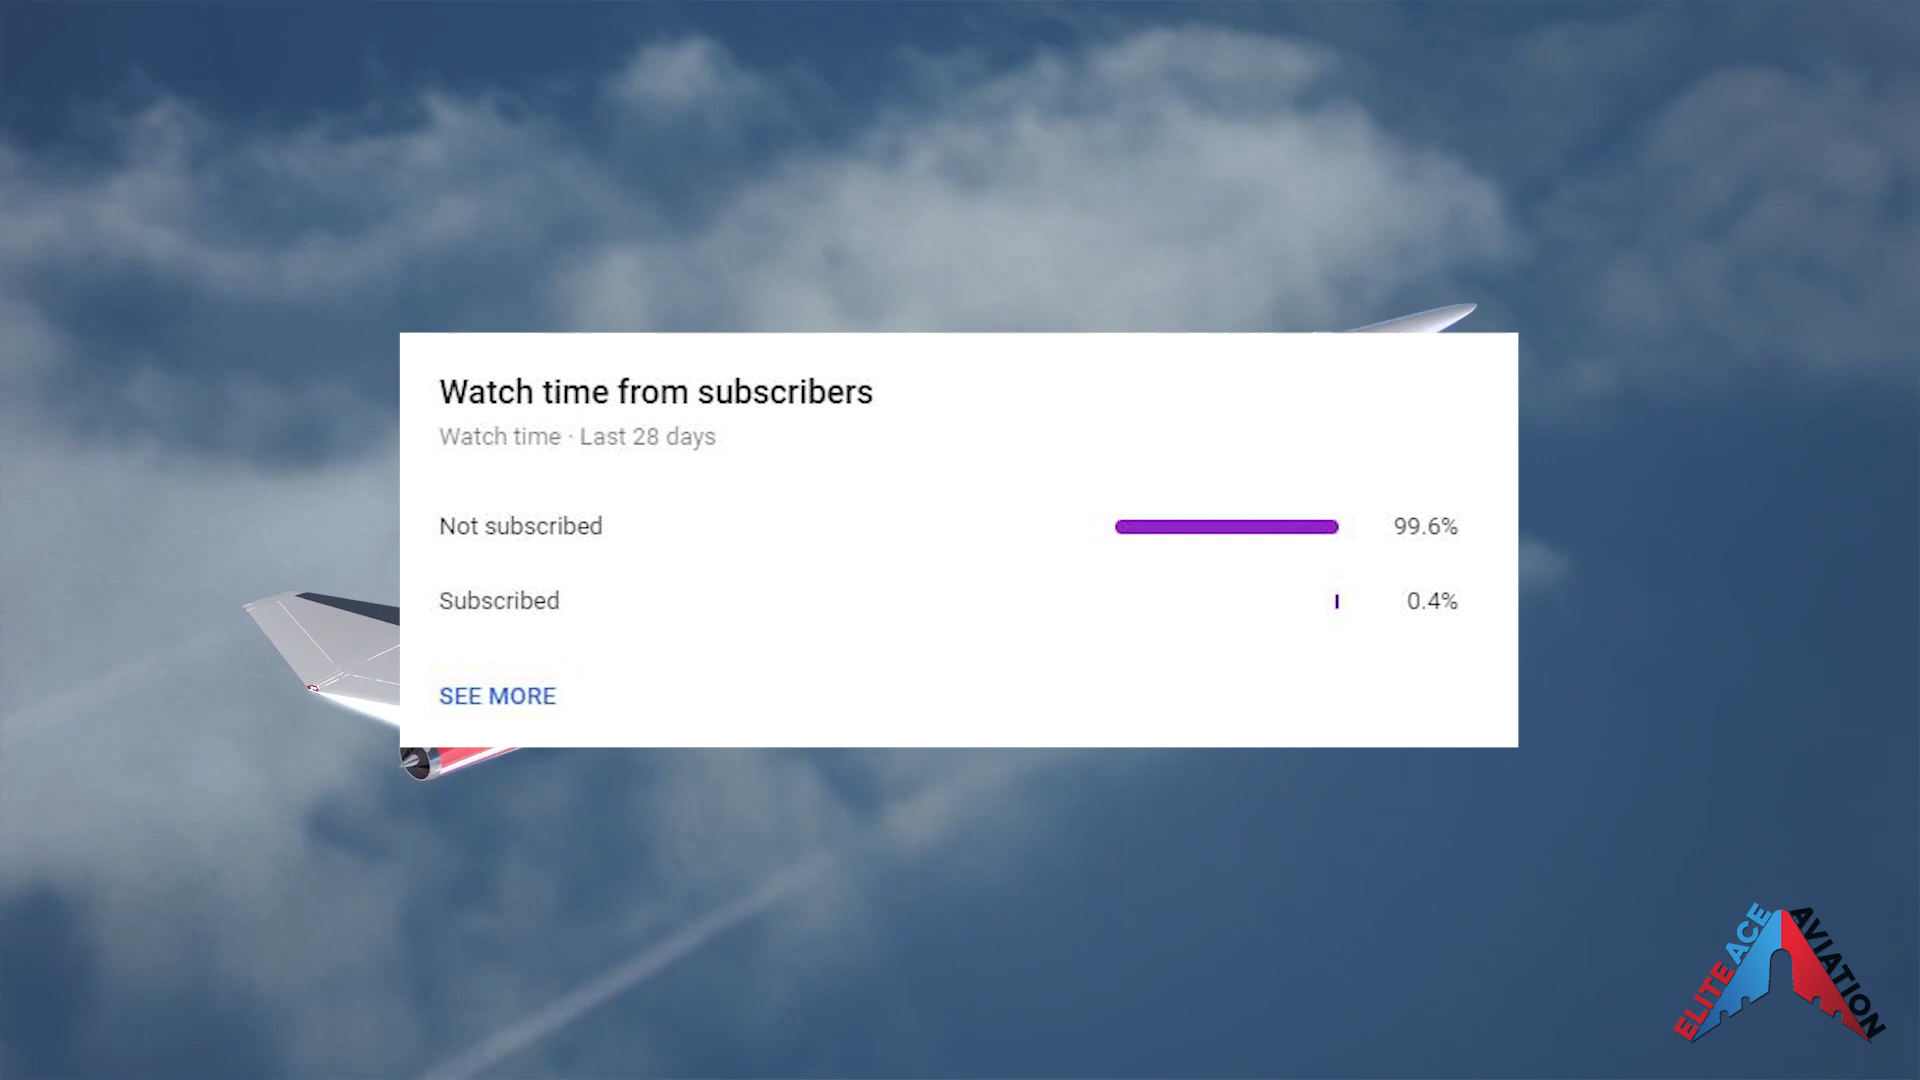 Watch time from subscribers
Watch time · Last 28 days
Not subscribed 99.6%
Subscribed 0.4%
SEE MORE
ELITE ACE AVIATION